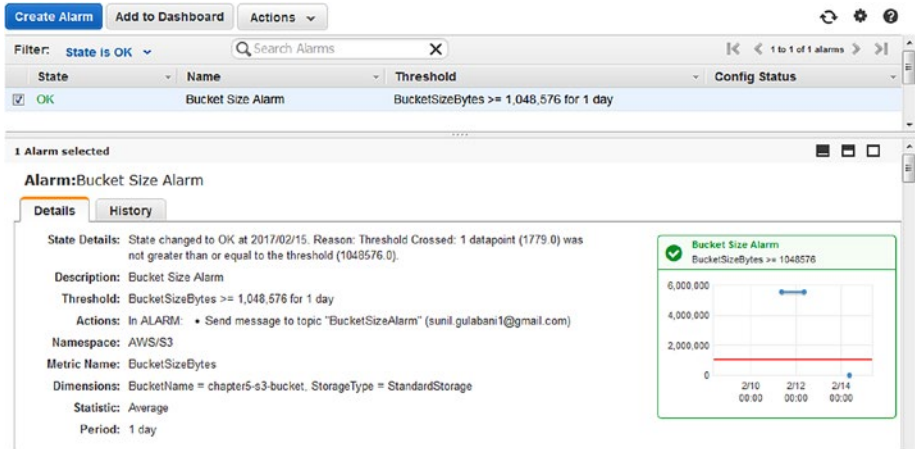 Create Alarm Add to Dashboard Actions
Filter: State is OK Search Alarms 1 to 1 of 1 alarms
State Name Threshold Config Status
OK Bucket Size Alarm BucketSizeBytes >= 1,048,576 for 1 day
1 Alarm selected
Alarm:Bucket Size Alarm
Details History
State Details: State changed to OK at 2017/02/15. Reason: Threshold Crossed: 1 datapoint (1779.0) was
not greater than or equal to the threshold (1048576.0).
Description: Bucket Size Alarm
Threshold: BucketSizeBytes >= 1,048,576 for 1 day
Actions: In ALARM: • Send message to topic "BucketSizeAlarm" (sunil.gulabani1@gmail.com)
Namespace: AWS/S3
Metric Name: BucketSizeBytes
Dimensions: BucketName = chapter5-s3-bucket, StorageType = StandardStorage
Statistic: Average
Period: 1 day
Bucket Size Alarm
BucketSizeBytes >= 1048576
6,000,000
4,000,000
2,000,000
0
2/10 2/12 2/14
00:00 00:00 00:00